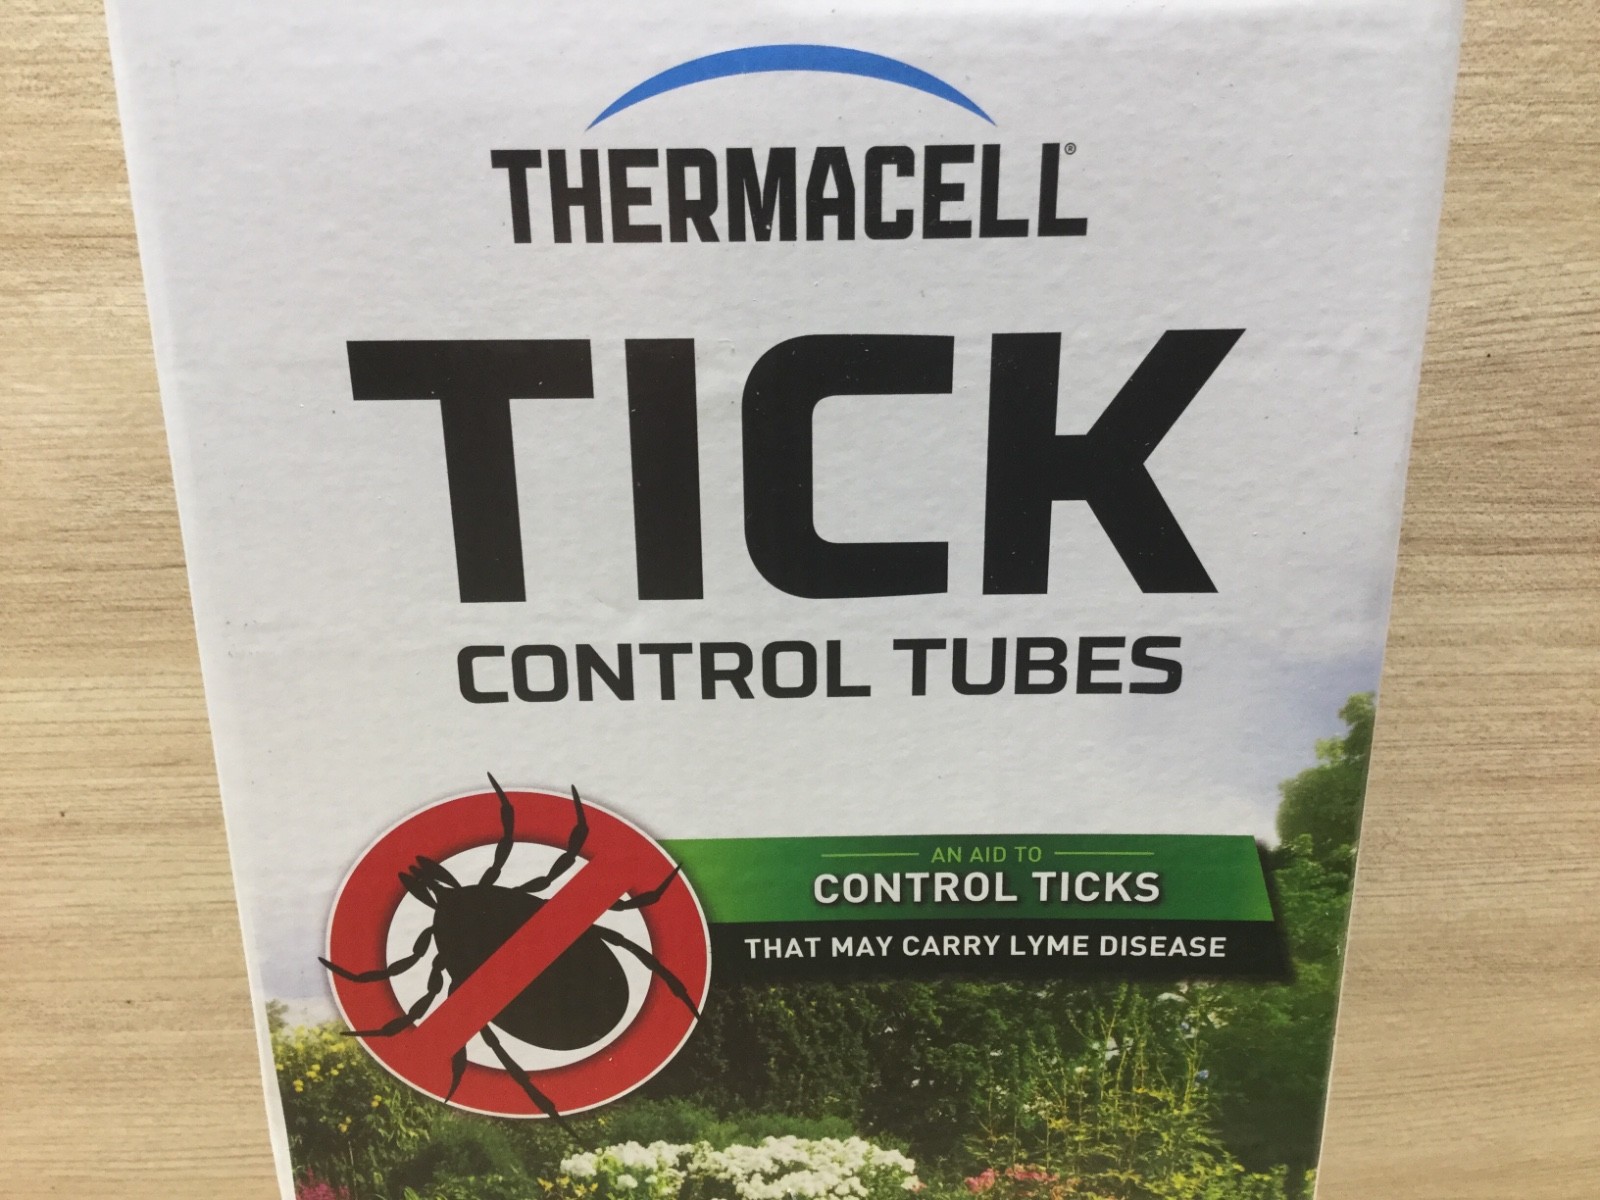 THERMACELL®
TICK
CONTROL TUBES
AN AID TO
CONTROL TICKS
THAT MAY CARRY LYME DISEASE